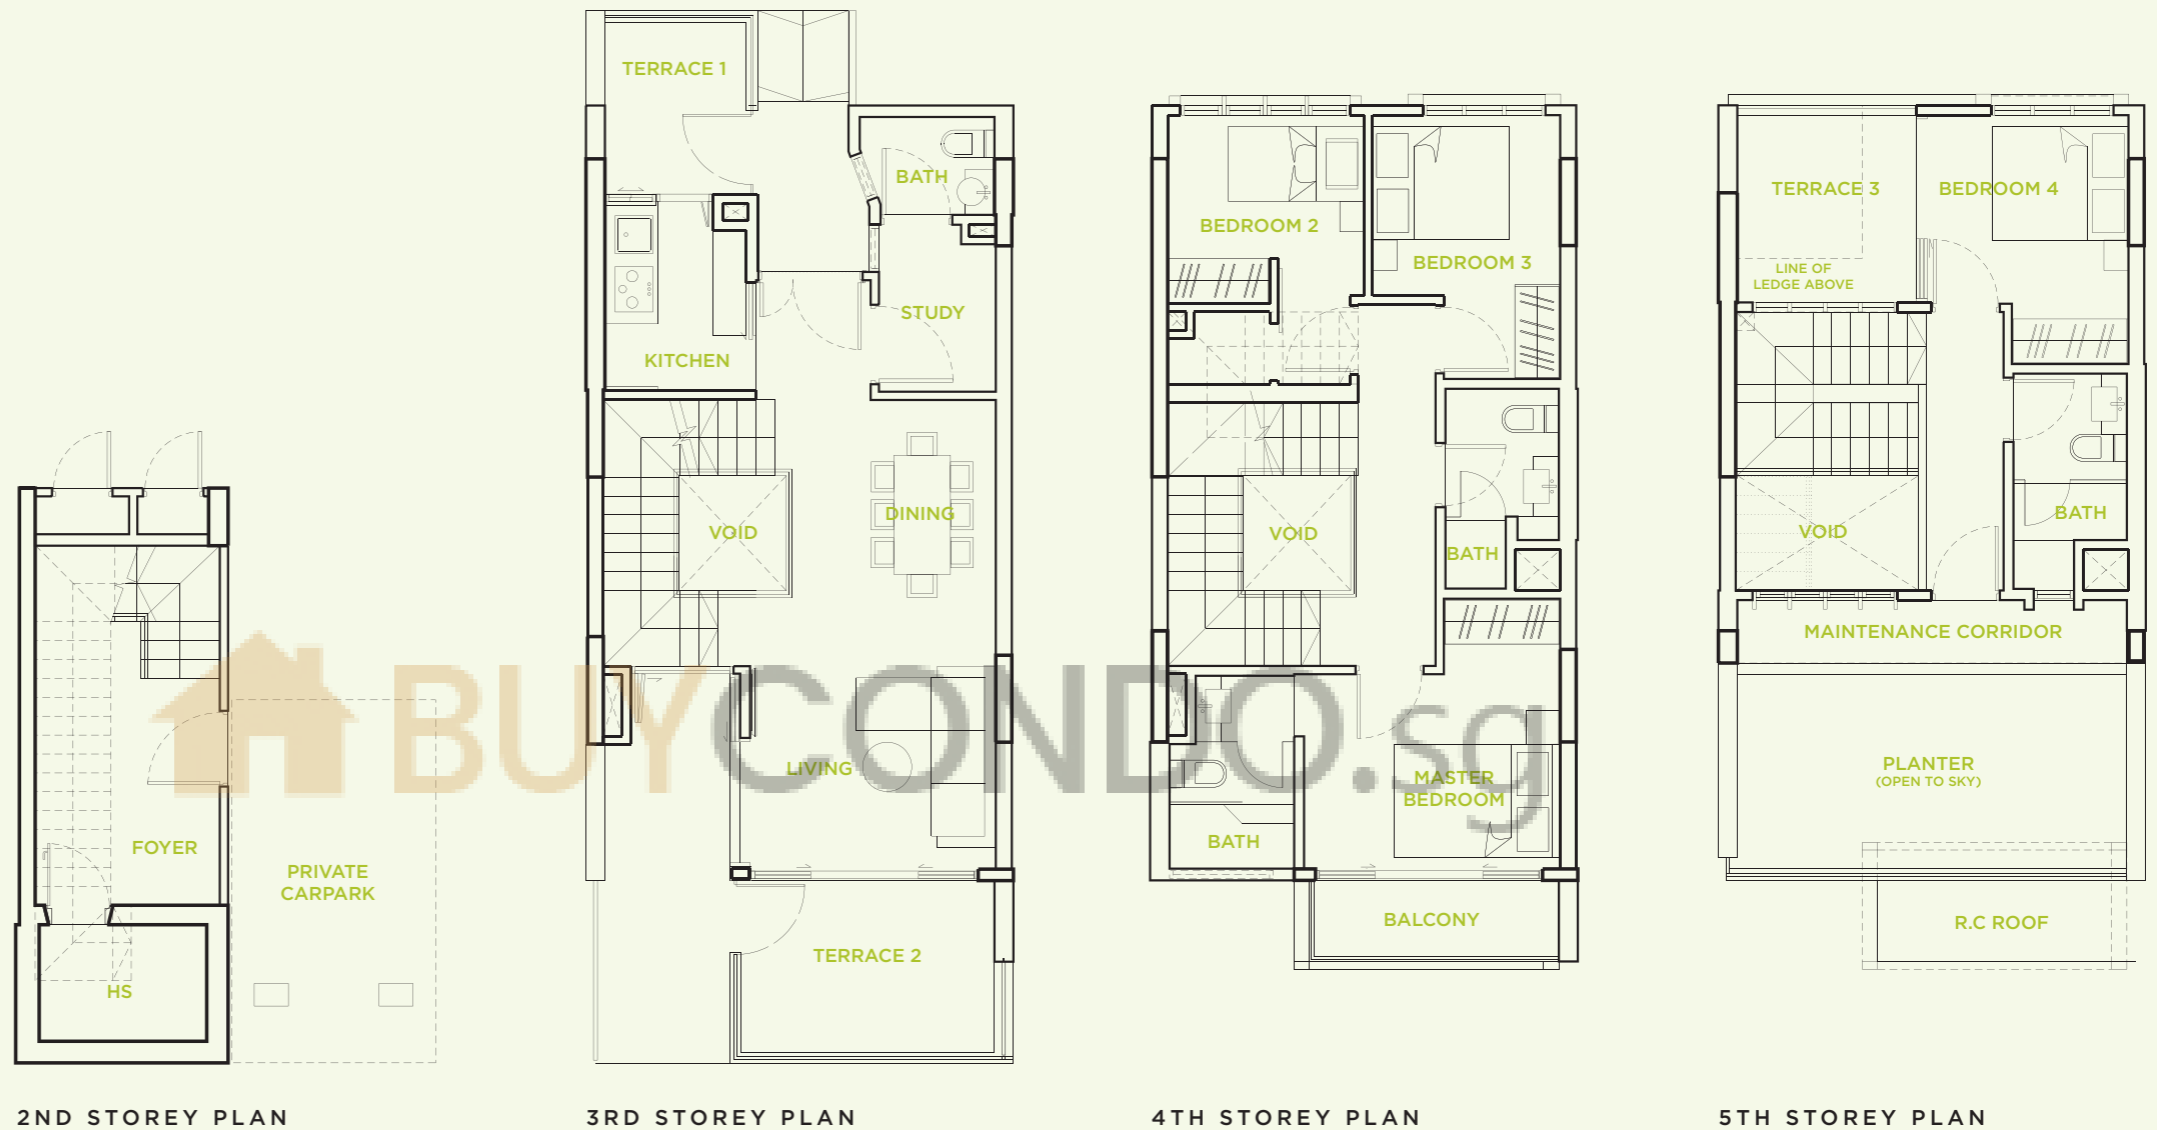 FOYER
PRIVATE
CARPARK
HS
2ND STOREY PLAN
TERRACE 1
BATH
STUDY
KITCHEN
VOID
DINING
LIVING
TERRACE 2
3RD STOREY PLAN
BEDROOM 2
BEDROOM 3
VOID
BATH
MASTER
BEDROOM
BATH
BALCONY
4TH STOREY PLAN
TERRACE 3
BEDROOM 4
LINE OF
LEDGE ABOVE
BATH
VOID
MAINTENANCE CORRIDOR
PLANTER
(OPEN TO SKY)
R.C ROOF
5TH STOREY PLAN
BUYCONDO.sg